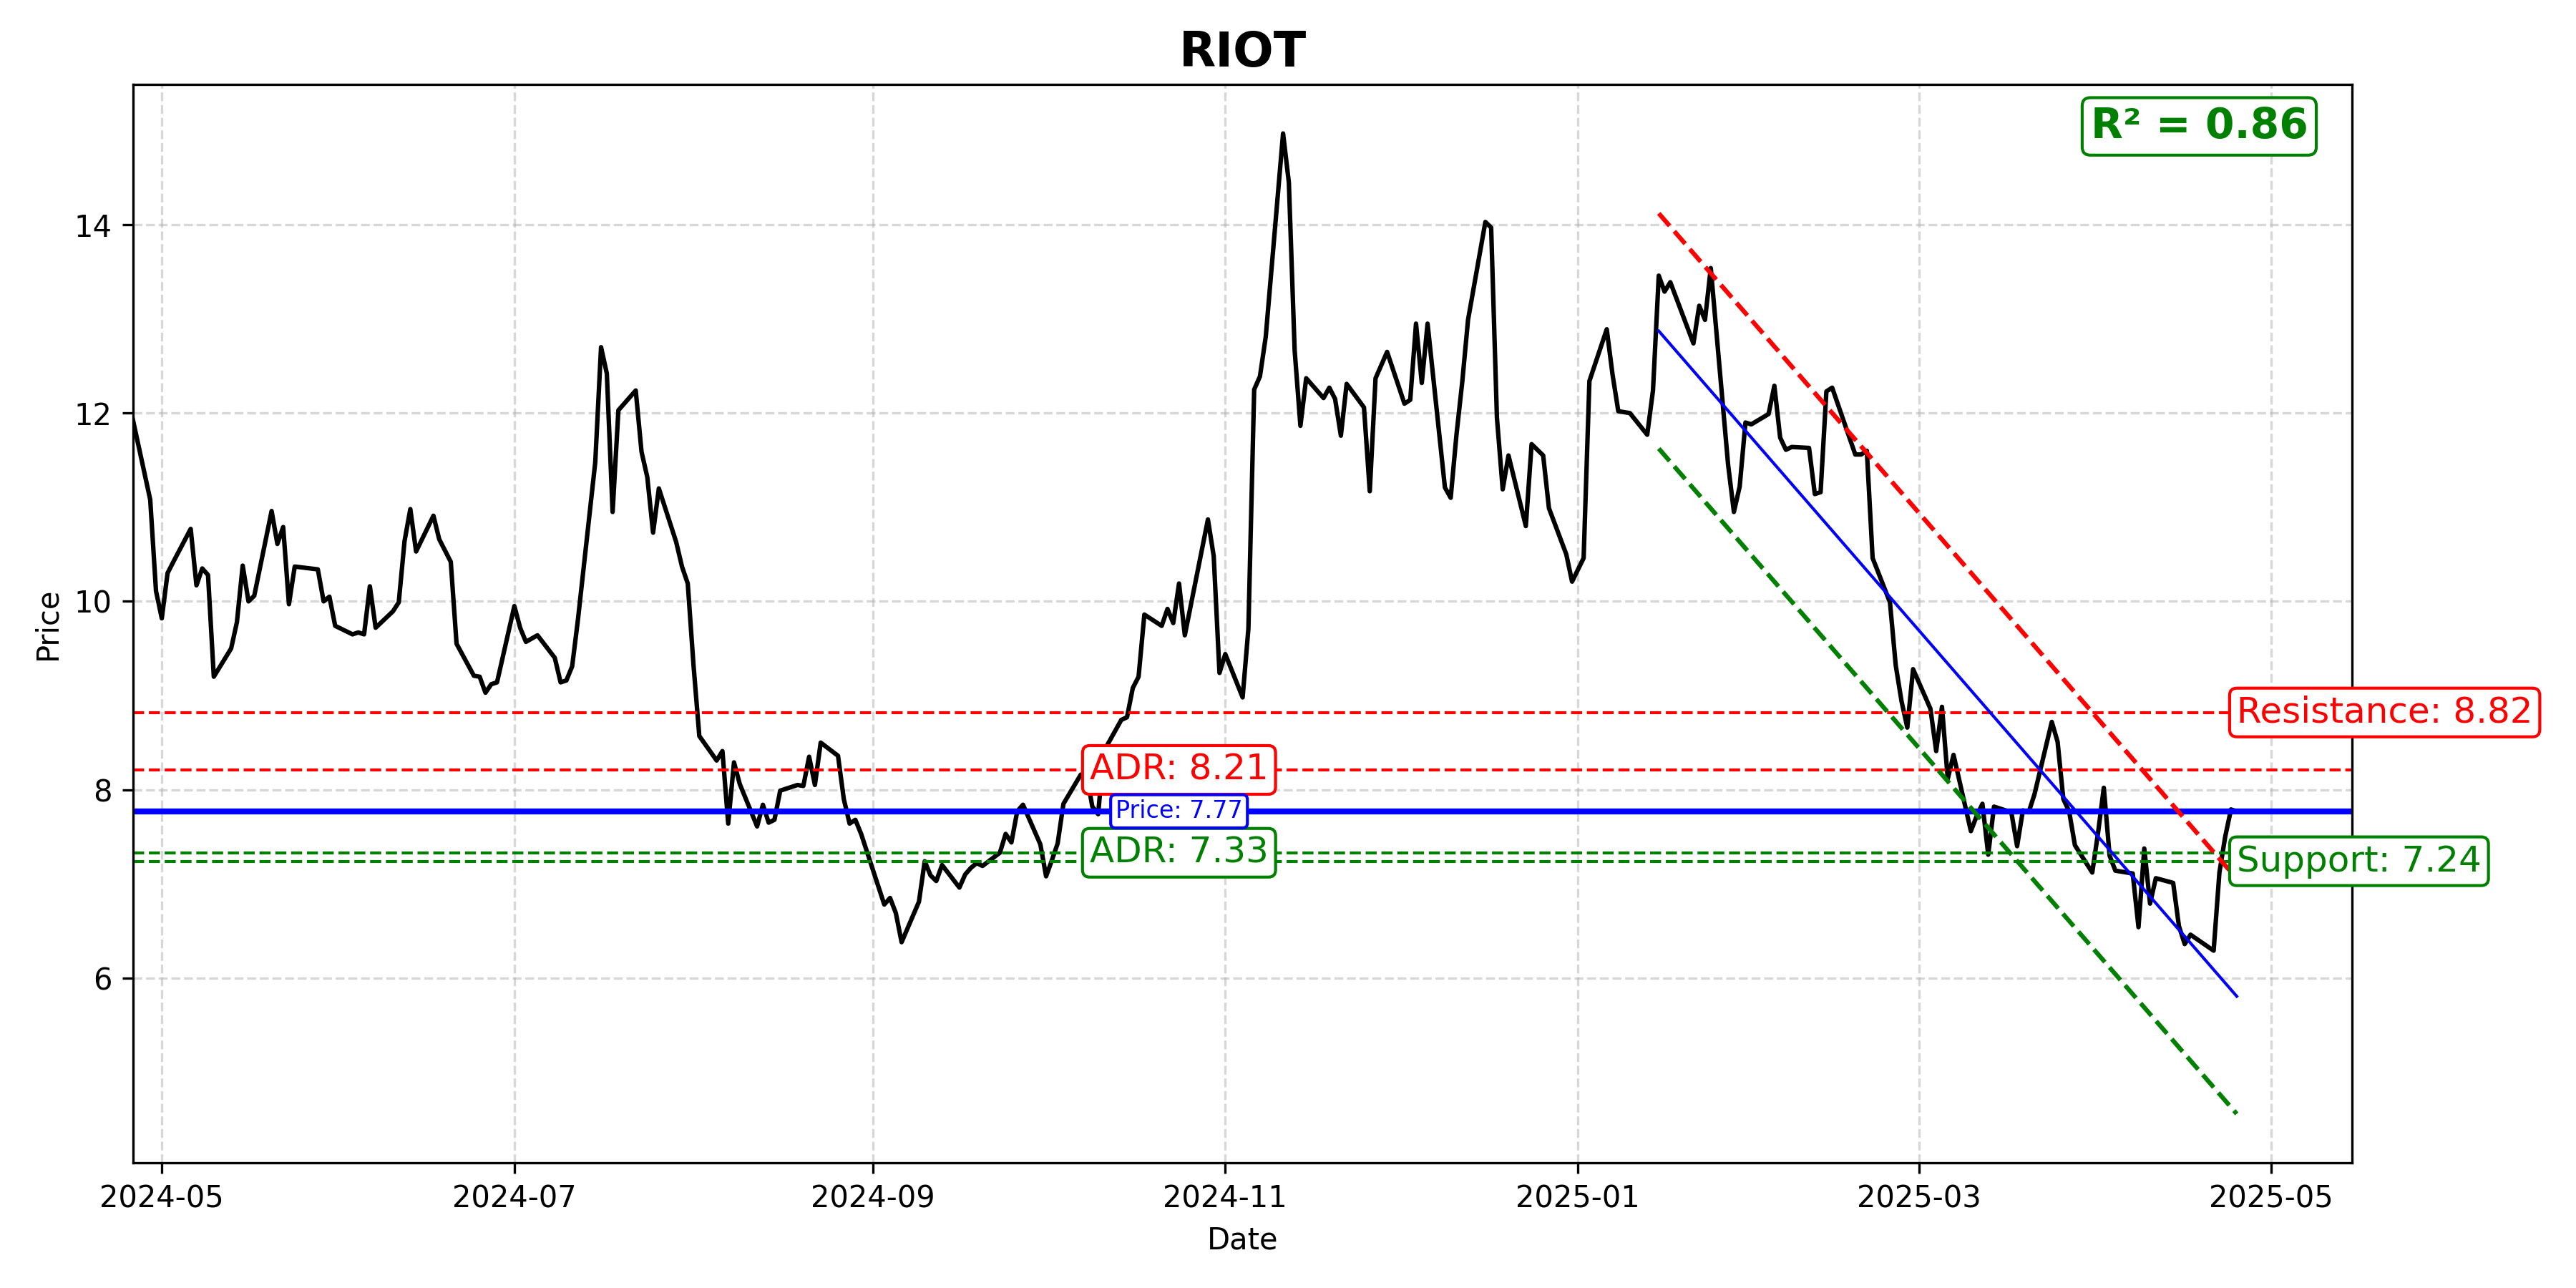 RIOT
R² = 0.86
14
12
10
8
6
Price
Resistance: 8.82
ADR: 8.21
Price: 7.77
ADR: 7.33
Support: 7.24
2024-05
2024-07
2024-09
2024-11
2025-01
2025-03
2025-05
Date